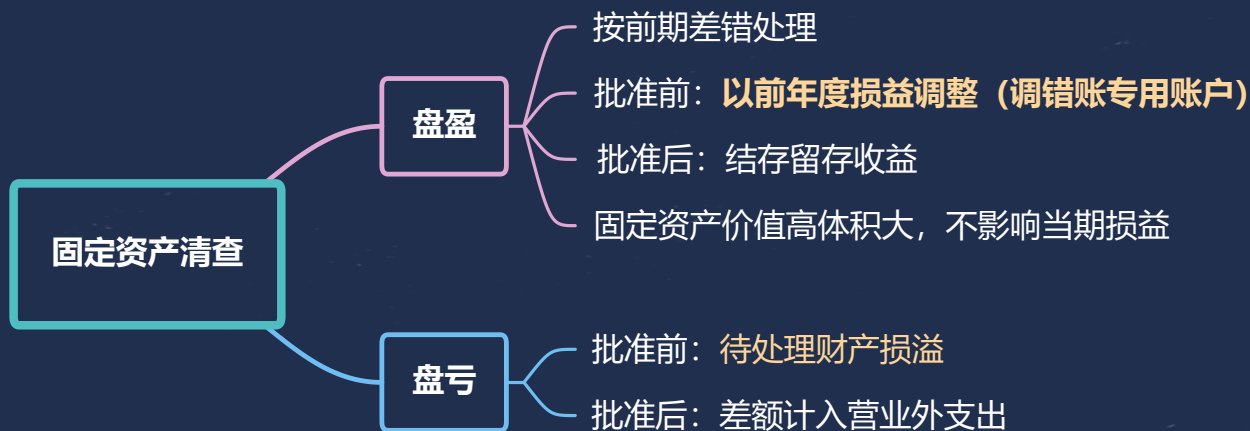 固定资产清查
盘盈
按前期差错处理
批准前：以前年度损益调整（调错账专用账户）
批准后：结存留存收益
固定资产价值高体积大，不影响当期损益
盘亏
批准前：待处理财产损溢
批准后：差额计入营业外支出